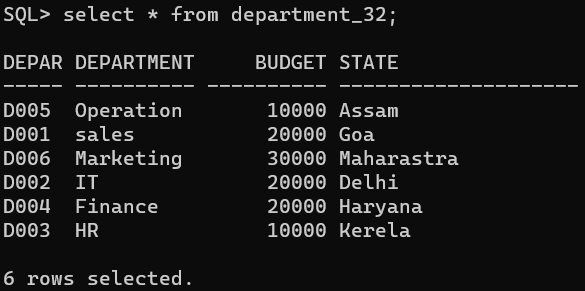 SQL> select * from department_32;
DEPAR DEPARTMENT     BUDGET STATE
----- ---------- ---------- --------------------
D005  Operation       10000 Assam
D001  sales           20000 Goa
D006  Marketing       30000 Maharastra
D002  IT              20000 Delhi
D004  Finance         20000 Haryana
D003  HR              10000 Kerela
6 rows selected.